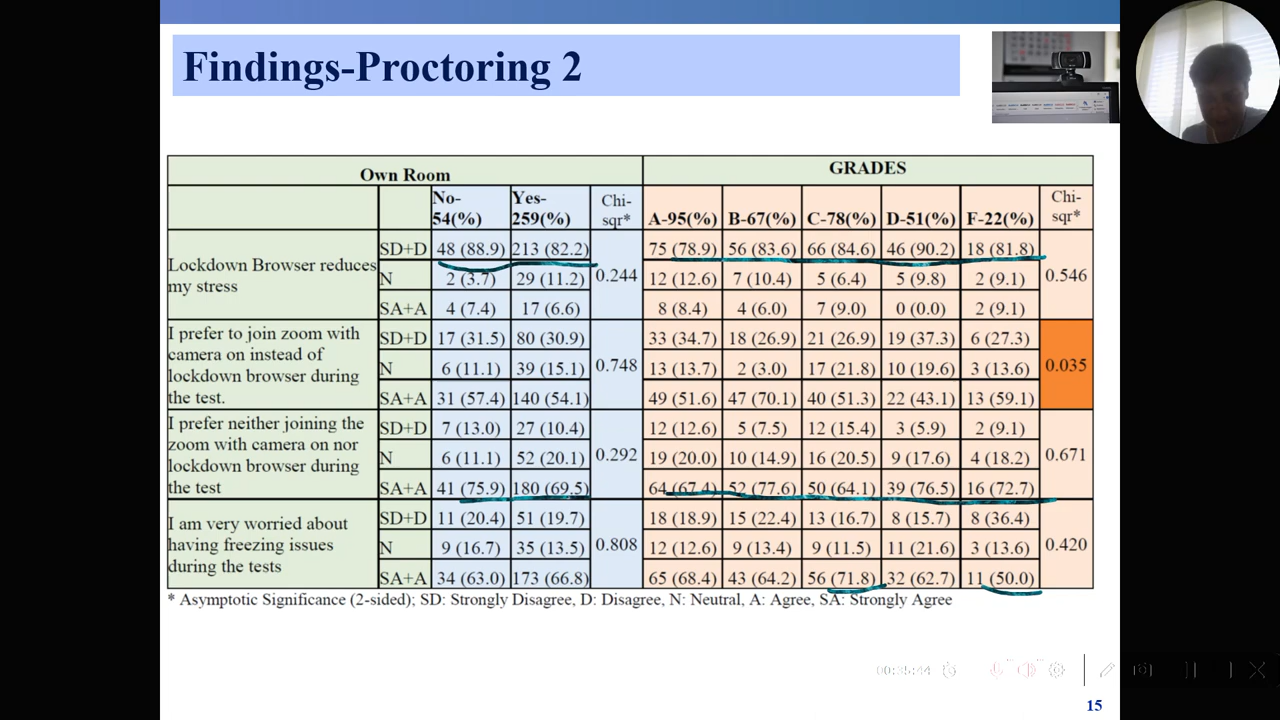 Findings-Proctoring 2
Own Room GRADES
No-54(%) Yes-259(%) Chi-sqr* A-95(%) B-67(%) C-78(%) D-51(%) F-22(%) Chi-sqr*
Lockdown Browser reduces my stress
SD+D 48 (88.9) 213 (82.2) 0.244 75 (78.9) 56 (83.6) 66 (84.6) 46 (90.2) 18 (81.8) 0.546
N 2 (3.7) 29 (11.2) 12 (12.6) 7 (10.4) 5 (6.4) 5 (9.8) 2 (9.1)
SA+A 4 (7.4) 17 (6.6) 8 (8.4) 4 (6.0) 7 (9.0) 0 (0.0) 2 (9.1)
I prefer to join zoom with camera on instead of lockdown browser during the test.
SD+D 17 (31.5) 80 (30.9) 0.748 33 (34.7) 18 (26.9) 21 (26.9) 19 (37.3) 6 (27.3) 0.035
N 6 (11.1) 39 (15.1) 13 (13.7) 2 (3.0) 17 (21.8) 10 (19.6) 3 (13.6)
SA+A 31 (57.4) 140 (54.1) 49 (51.6) 47 (70.1) 40 (51.3) 22 (43.1) 13 (59.1)
I prefer neither joining the zoom with camera on nor lockdown browser during the test
SD+D 7 (13.0) 27 (10.4) 0.292 12 (12.6) 5 (7.5) 12 (15.4) 3 (5.9) 2 (9.1) 0.671
N 6 (11.1) 52 (20.1) 19 (20.0) 10 (14.9) 16 (20.5) 9 (17.6) 4 (18.2)
SA+A 41 (75.9) 180 (69.5) 64 (67.4) 52 (77.6) 50 (64.1) 39 (76.5) 16 (72.7)
I am very worried about having freezing issues during the tests
SD+D 11 (20.4) 51 (19.7) 0.808 18 (18.9) 15 (22.4) 13 (16.7) 8 (15.7) 8 (36.4) 0.420
N 9 (16.7) 35 (13.5) 12 (12.6) 9 (13.4) 9 (11.5) 11 (21.6) 3 (13.6)
SA+A 34 (63.0) 173 (66.8) 65 (68.4) 43 (64.2) 56 (71.8) 32 (62.7) 11 (50.0)
* Asymptotic Significance (2-sided); SD: Strongly Disagree, D: Disagree, N: Neutral, A: Agree, SA: Strongly Agree
00:35:44
15